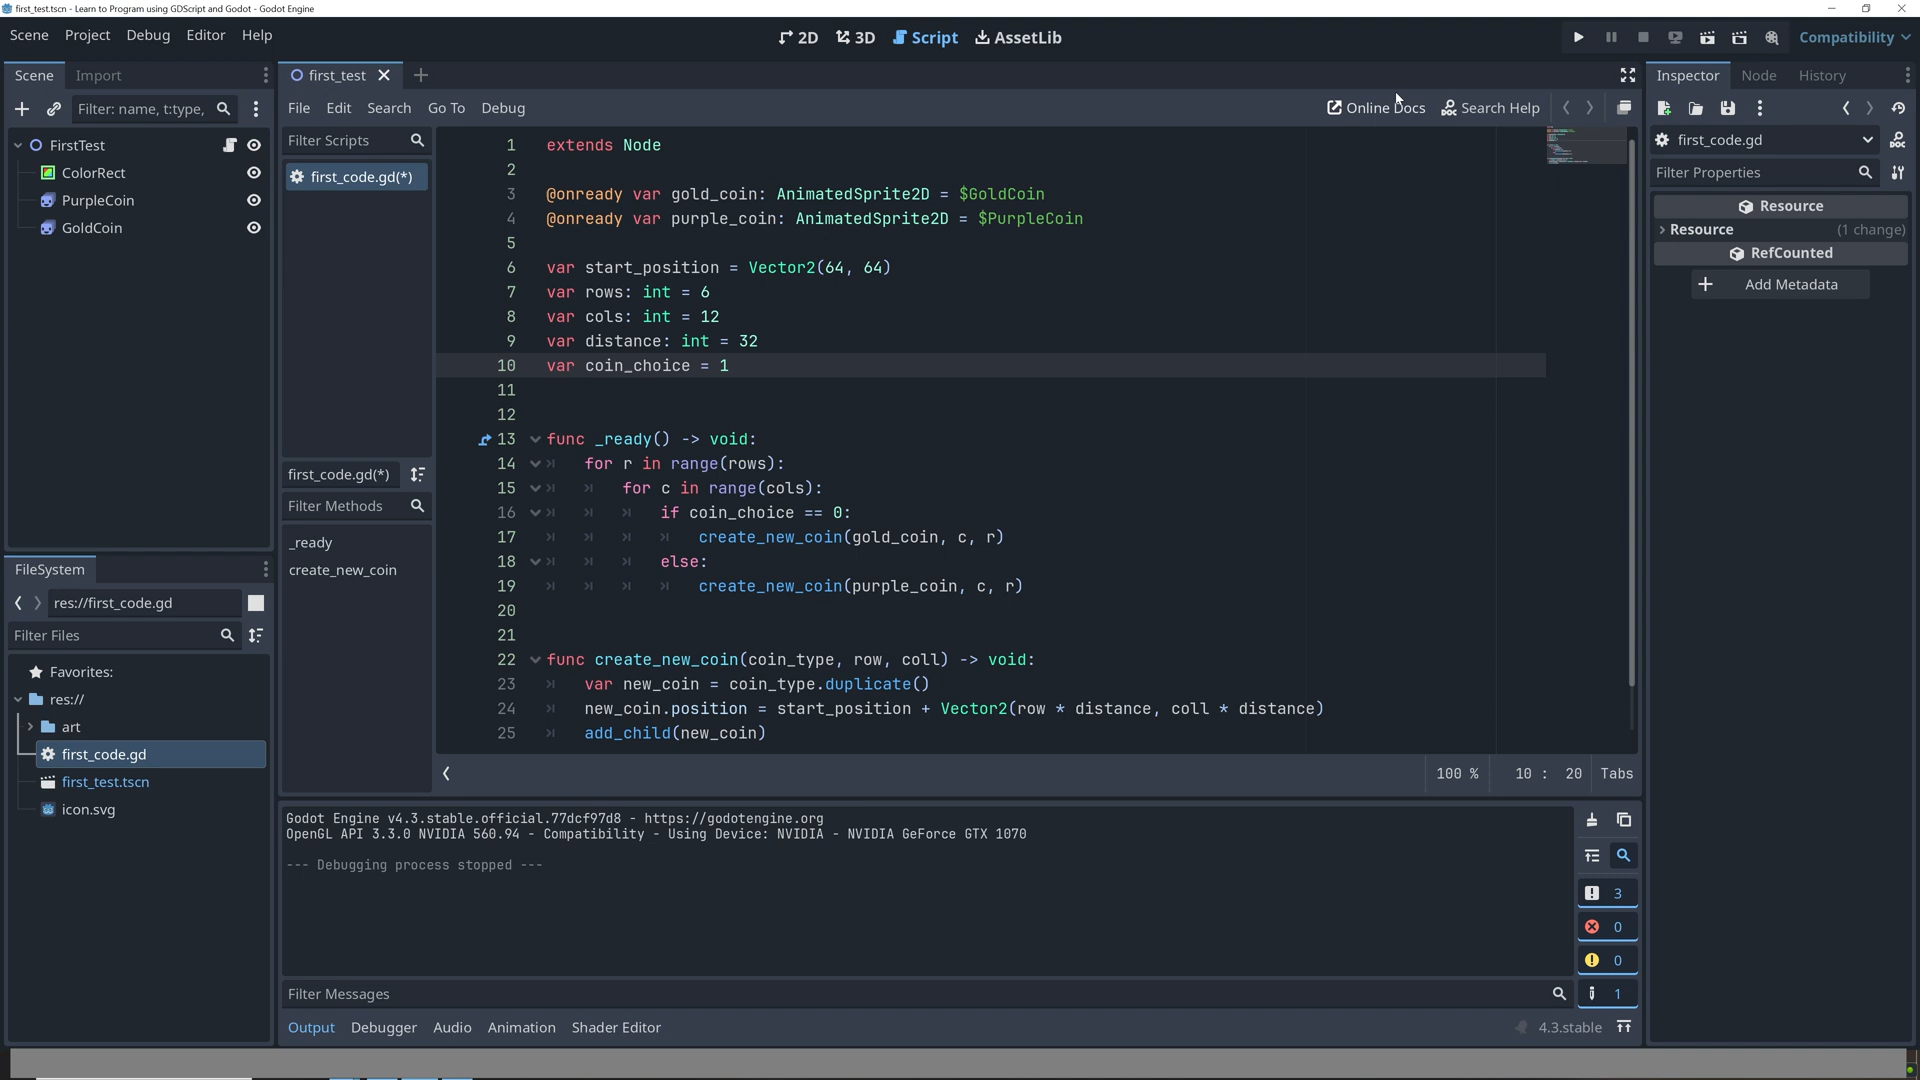 first_test.tscn - Learn to Program using GDScript and Godot - Godot Engine
Scene Project Debug Editor Help
2D 3D Script AssetLib
Compatibility
Scene Import
Filter: name, t:type,
FirstTest
ColorRect
PurpleCoin
GoldCoin
FileSystem
res://first_code.gd
Filter Files
Favorites:
res://
art
first_code.gd
first_test.tscn
icon.svg
first_test
File Edit Search Go To Debug
Online Docs Search Help
Filter Scripts
first_code.gd(*)
first_code.gd(*)
Filter Methods
_ready
create_new_coin
1 extends Node
2
3 @onready var gold_coin: AnimatedSprite2D = $GoldCoin
4 @onready var purple_coin: AnimatedSprite2D = $PurpleCoin
5
6 var start_position = Vector2(64, 64)
7 var rows: int = 6
8 var cols: int = 12
9 var distance: int = 32
10 var coin_choice = 1
11
12
13 func _ready() -> void:
14 for r in range(rows):
15 for c in range(cols):
16 if coin_choice == 0:
17 create_new_coin(gold_coin, c, r)
18 else:
19 create_new_coin(purple_coin, c, r)
20
21
22 func create_new_coin(coin_type, row, coll) -> void:
23 var new_coin = coin_type.duplicate()
24 new_coin.position = start_position + Vector2(row * distance, coll * distance)
25 add_child(new_coin)
100 % 10 : 20 Tabs
Godot Engine v4.3.stable.official.77dcf97d8 - https://godotengine.org
OpenGL API 3.3.0 NVIDIA 560.94 - Compatibility - Using Device: NVIDIA - NVIDIA GeForce GTX 1070
--- Debugging process stopped ---
3
0
0
1
Filter Messages
Output Debugger Audio Animation Shader Editor
4.3.stable
Inspector Node History
first_code.gd
Filter Properties
Resource
Resource (1 change)
RefCounted
Add Metadata